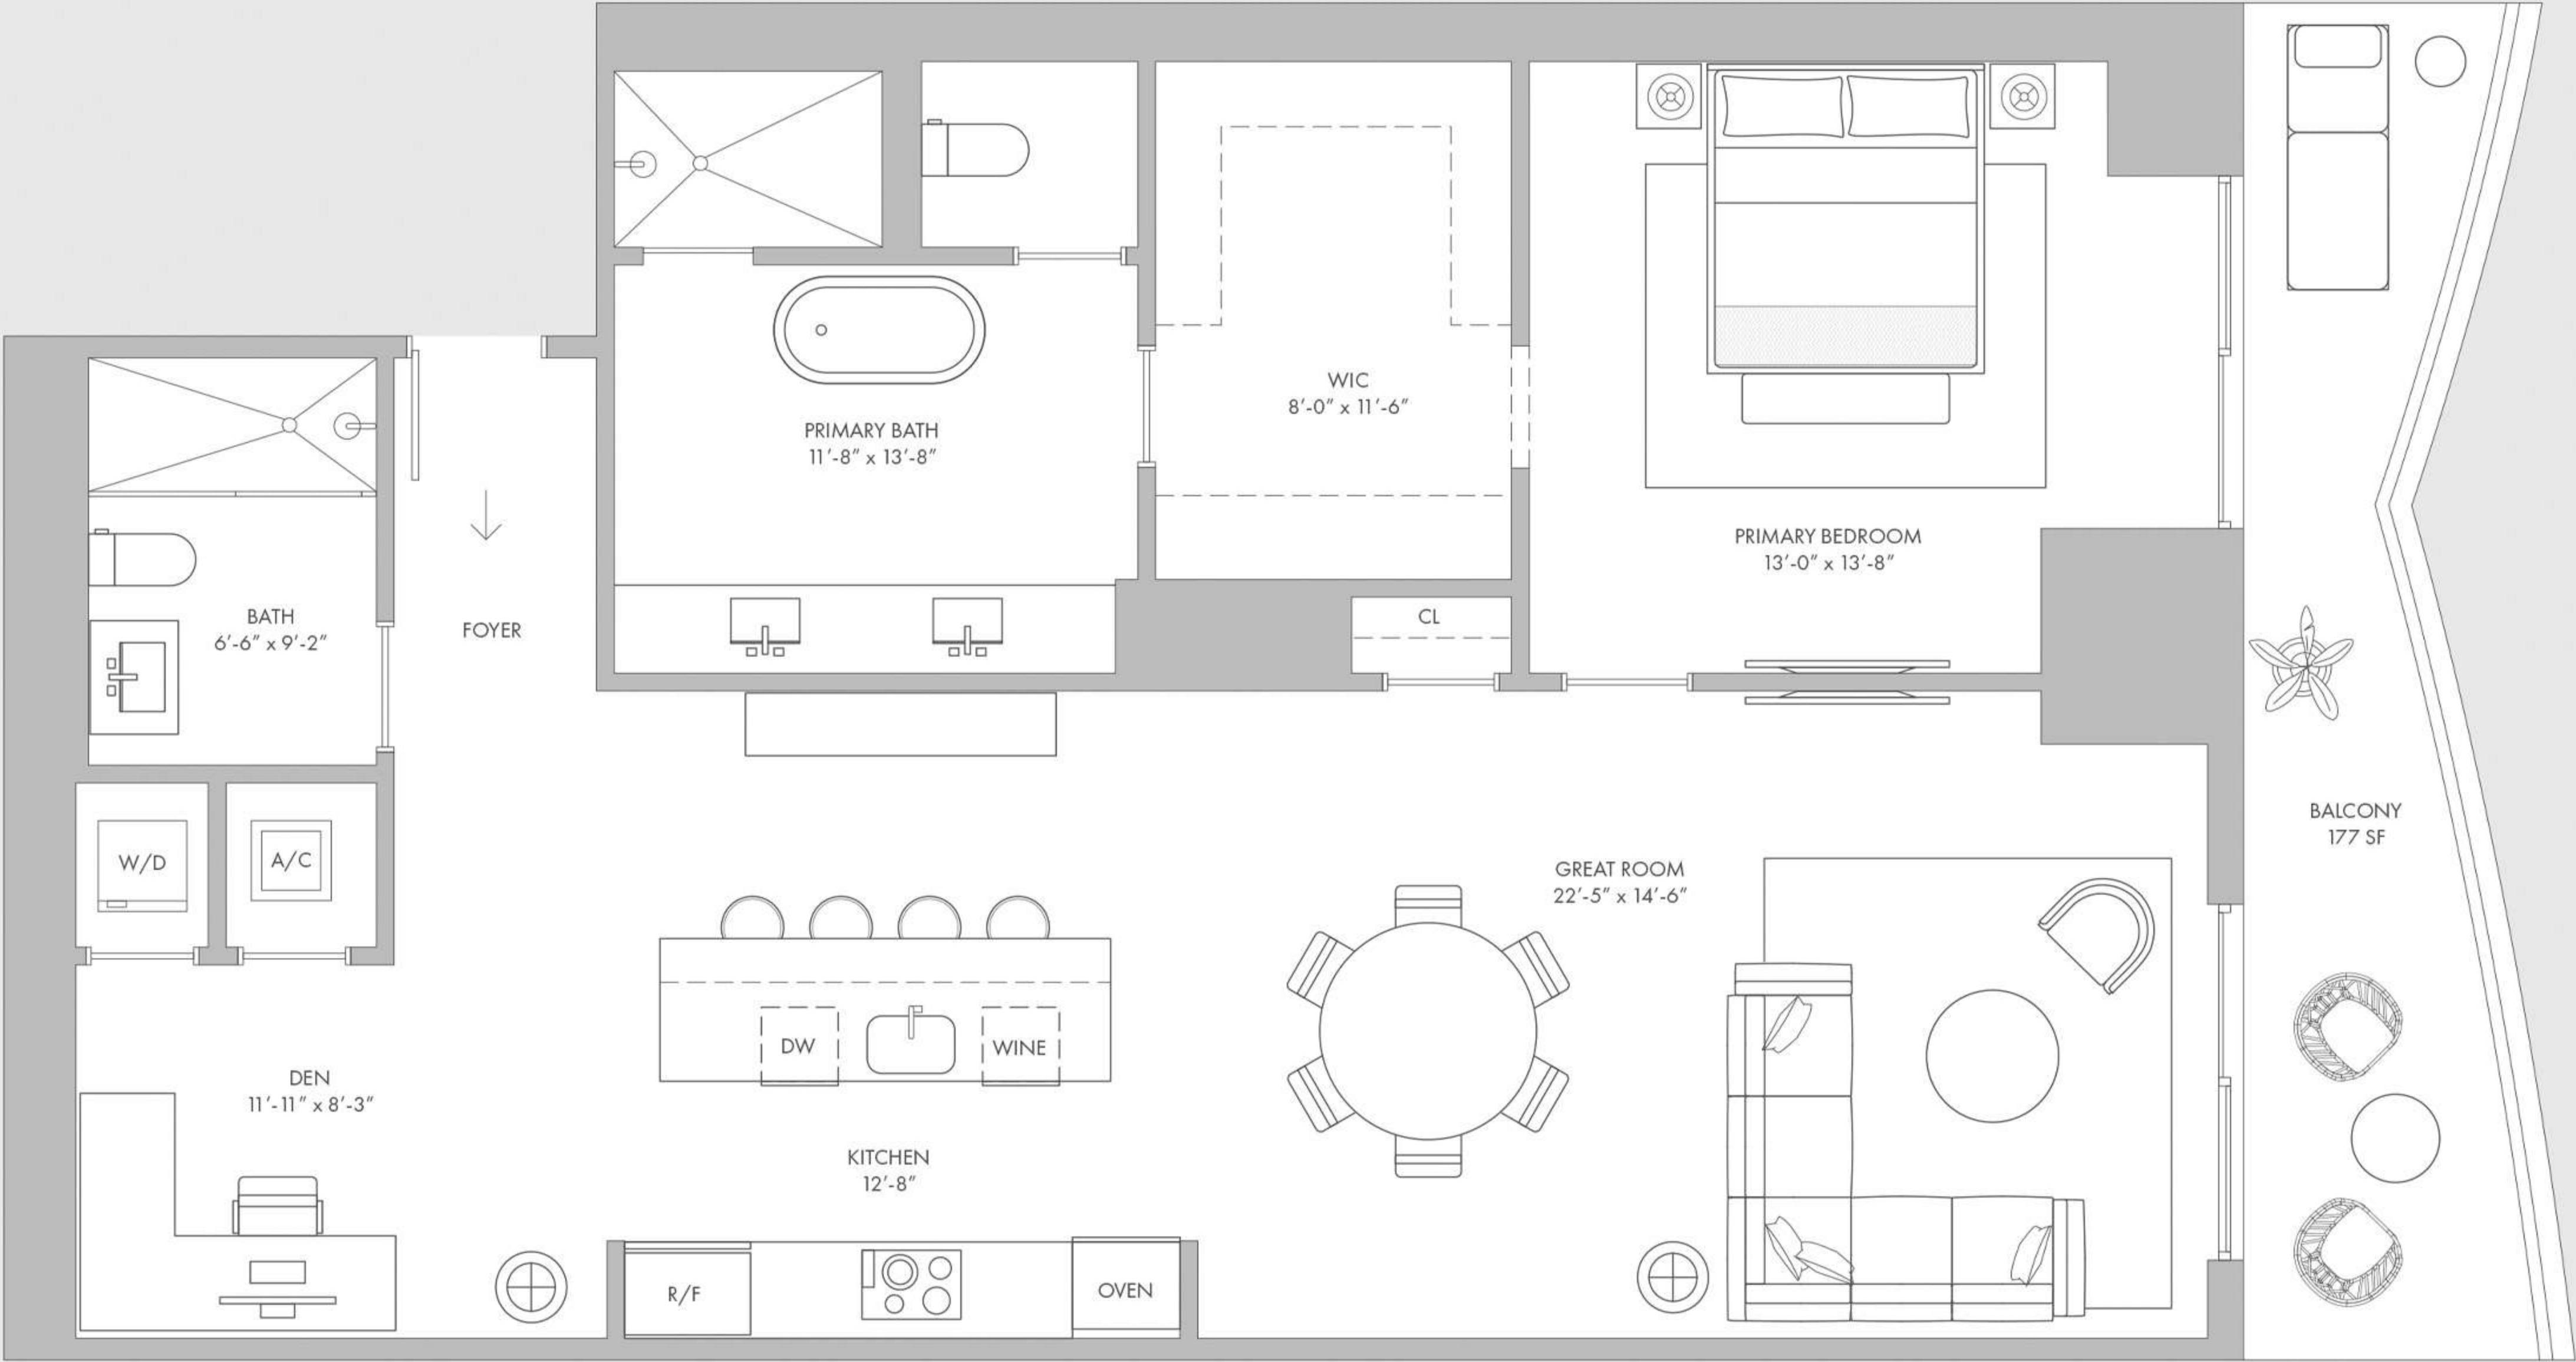 WIC
8'-0" x 11'-6"
PRIMARY BATH
11'-8" x 13'-8"
PRIMARY BEDROOM
13'-0" x 13'-8"
BATH
6'-6" x 9'-2"
FOYER
CL
BALCONY
177 SF
W/D
A/C
GREAT ROOM
22'-5" x 14'-6"
DW
WINE
DEN
11'-11" x 8'-3"
KITCHEN
12'-8"
R/F
OVEN